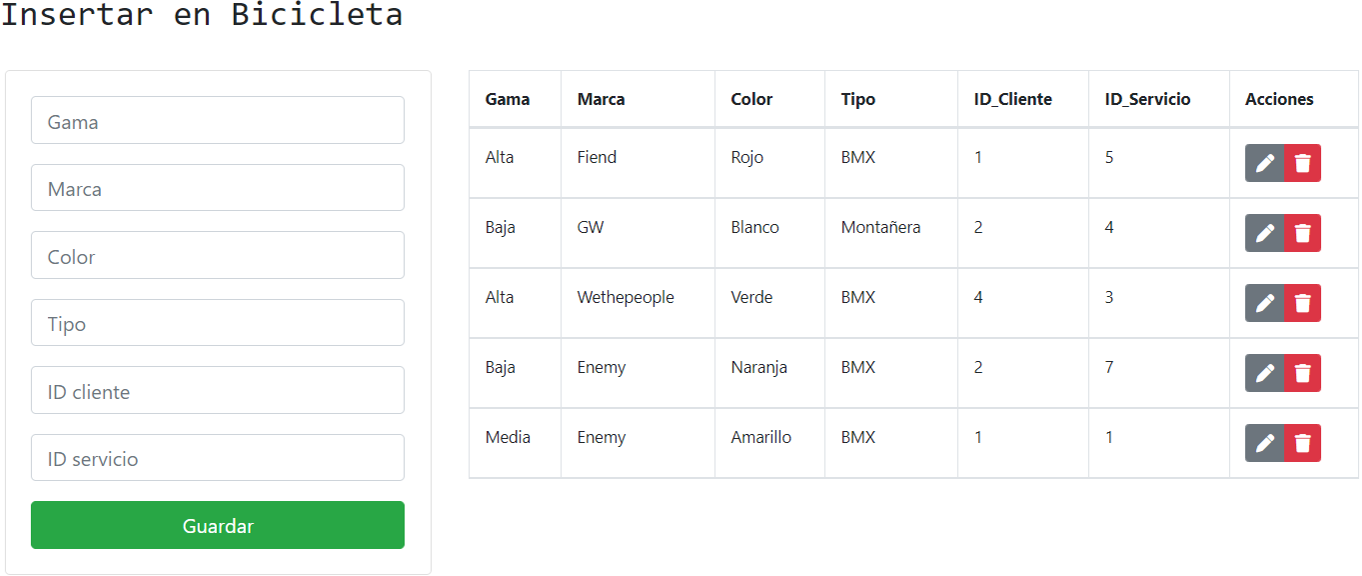 Insertar en Bicicleta
Gama
Marca
Color
Tipo
ID cliente
ID servicio
Guardar
Gama Marca Color Tipo ID_Cliente ID_Servicio Acciones
Alta Fiend Rojo BMX 1 5
Baja GW Blanco Montañera 2 4
Alta Wethepeople Verde BMX 4 3
Baja Enemy Naranja BMX 2 7
Media Enemy Amarillo BMX 1 1